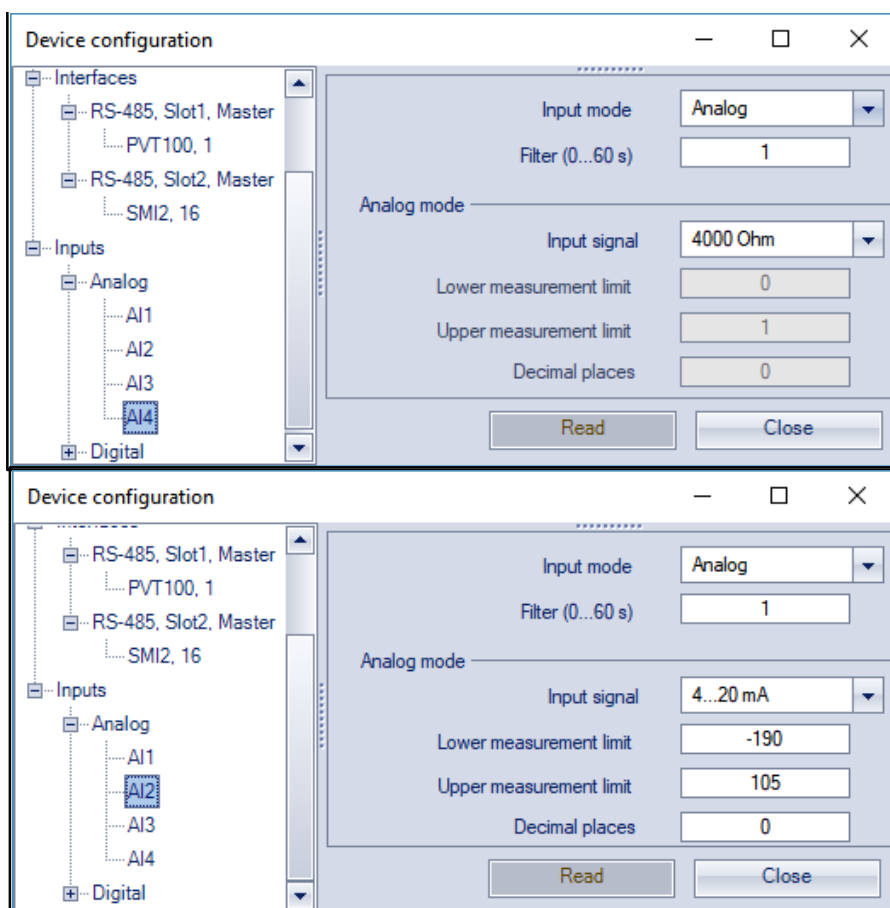 Device configuration
Interfaces
RS-485, Slot1, Master
PVT100, 1
RS-485, Slot2, Master
SMI2, 16
Inputs
Analog
AI1
AI2
AI3
AI4
Digital
Input mode Analog
Filter (0...60 s) 1
Analog mode
Input signal 4000 Ohm
Lower measurement limit 0
Upper measurement limit 1
Decimal places 0
Read Close
Device configuration
RS-485, Slot1, Master
PVT100, 1
RS-485, Slot2, Master
SMI2, 16
Inputs
Analog
AI1
AI2
AI3
AI4
Digital
Input mode Analog
Filter (0...60 s) 1
Analog mode
Input signal 4...20 mA
Lower measurement limit -190
Upper measurement limit 105
Decimal places 0
Read Close